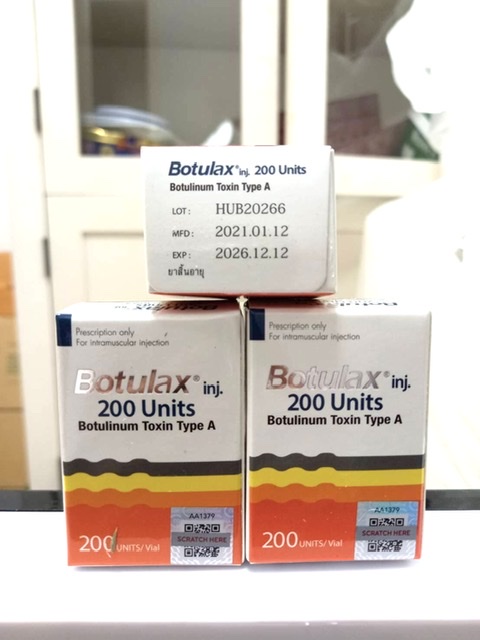 Botulax® inj. 200 Units
Botulinum Toxin Type A
LOT : HUB20266
MFD : 2021.01.12
EXP : 2026.12.12
ยาสิ้นอายุ
Prescription only
For intramuscular injection
Botulax® inj.
200 Units
Botulinum Toxin Type A
AA1379
SCRATCH HERE
200 UNITS/Vial
Prescription only
For intramuscular injection
Botulax® inj.
200 Units
Botulinum Toxin Type A
AA1379
SCRATCH HERE
200 UNITS/Vial